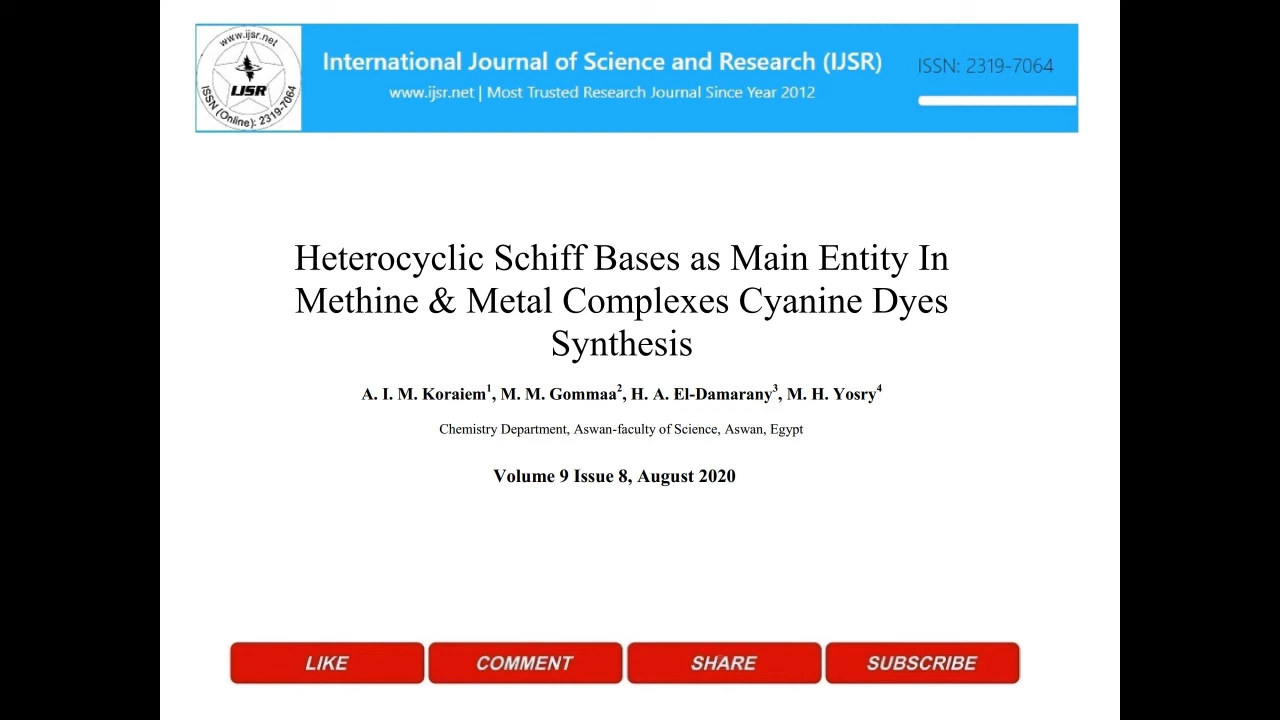 www.ijsr.net
IJSR
ISSN (Online): 2319-7064
International Journal of Science and Research (IJSR)
ISSN: 2319-7064
www.ijsr.net | Most Trusted Research Journal Since Year 2012
Heterocyclic Schiff Bases as Main Entity In
Methine & Metal Complexes Cyanine Dyes
Synthesis
A. I. M. Koraiem1, M. M. Gommaa2, H. A. El-Damarany3, M. H. Yosry4
Chemistry Department, Aswan-faculty of Science, Aswan, Egypt
Volume 9 Issue 8, August 2020
LIKE COMMENT SHARE SUBSCRIBE